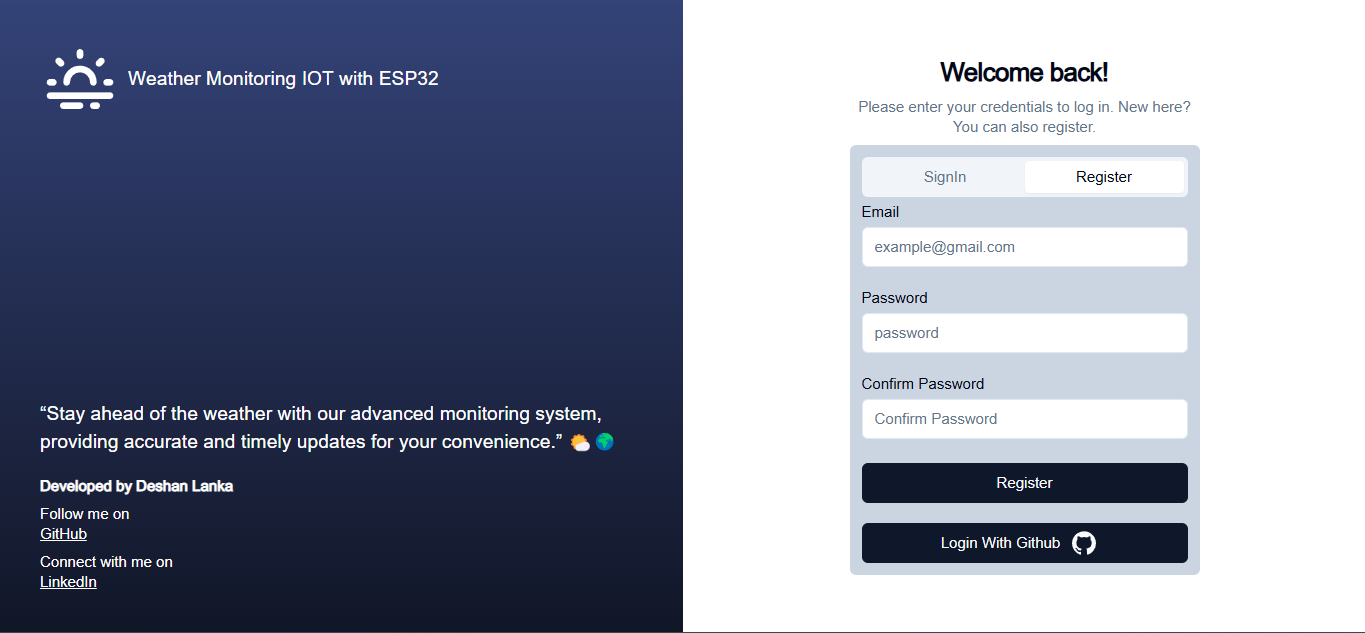 Weather Monitoring IOT with ESP32
“Stay ahead of the weather with our advanced monitoring system,
providing accurate and timely updates for your convenience.” 🌤️ 🌍
Developed by Deshan Lanka
Follow me on
GitHub
Connect with me on
LinkedIn
Welcome back!
Please enter your credentials to log in. New here?
You can also register.
SignIn
Register
Email
example@gmail.com
Password
password
Confirm Password
Confirm Password
Register
Login With Github